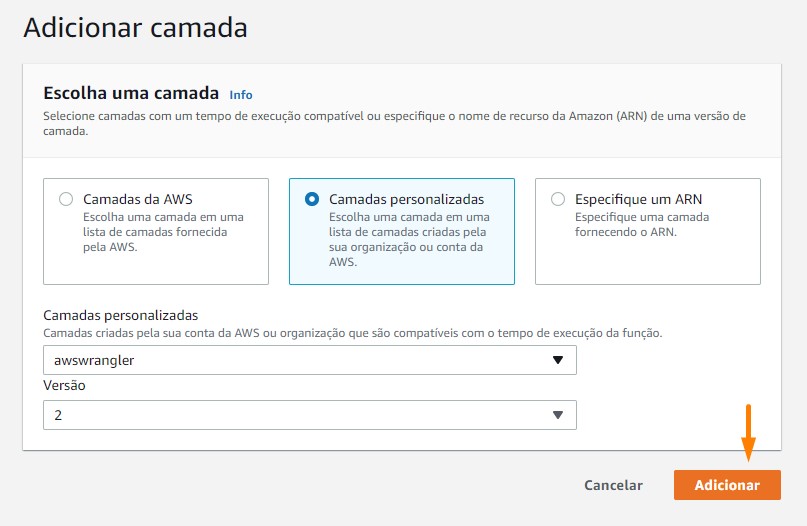 Adicionar camada
Escolha uma camada Info
Selecione camadas com um tempo de execução compatível ou especifique o nome de recurso da Amazon (ARN) de uma versão de
camada.
Camadas da AWS
Escolha uma camada em uma
lista de camadas fornecida
pela AWS.
Camadas personalizadas
Escolha uma camada em uma
lista de camadas criadas pela
sua organização ou conta da
AWS.
Especifique um ARN
Especifique uma camada
fornecendo o ARN.
Camadas personalizadas
Camadas criadas pela sua conta da AWS ou organização que são compatíveis com o tempo de execução da função.
awswrangler
Versão
2
Cancelar
Adicionar